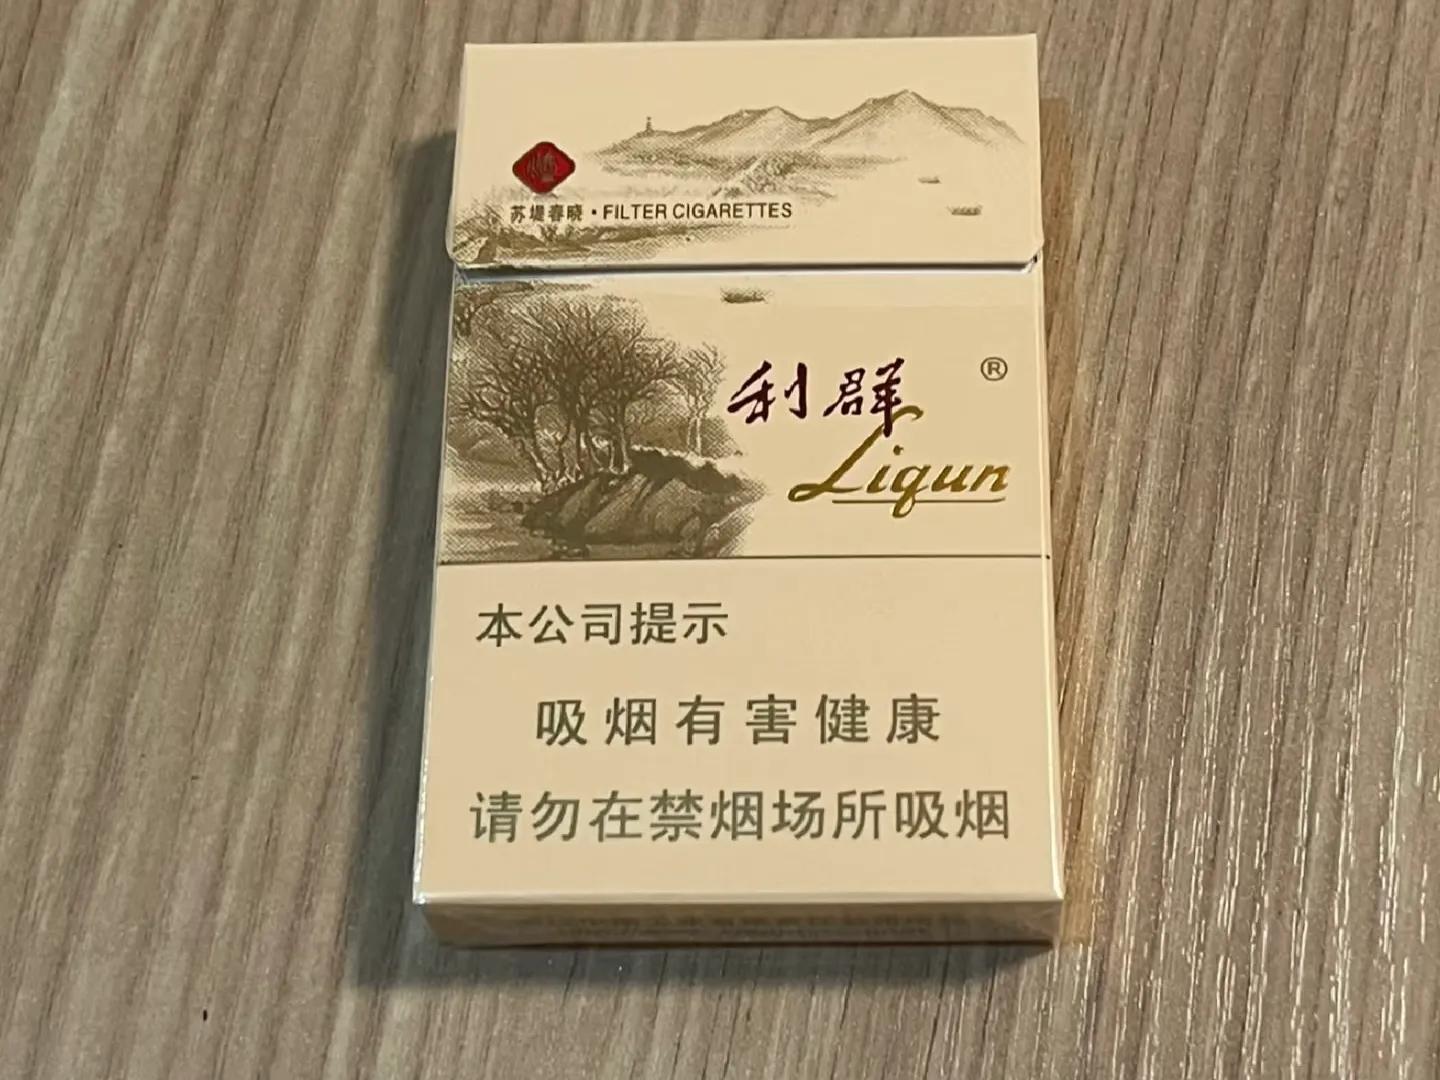 苏堤春晓·FILTER CIGARETTES
利群®
Liqun
本公司提示
吸烟有害健康
请勿在禁烟场所吸烟